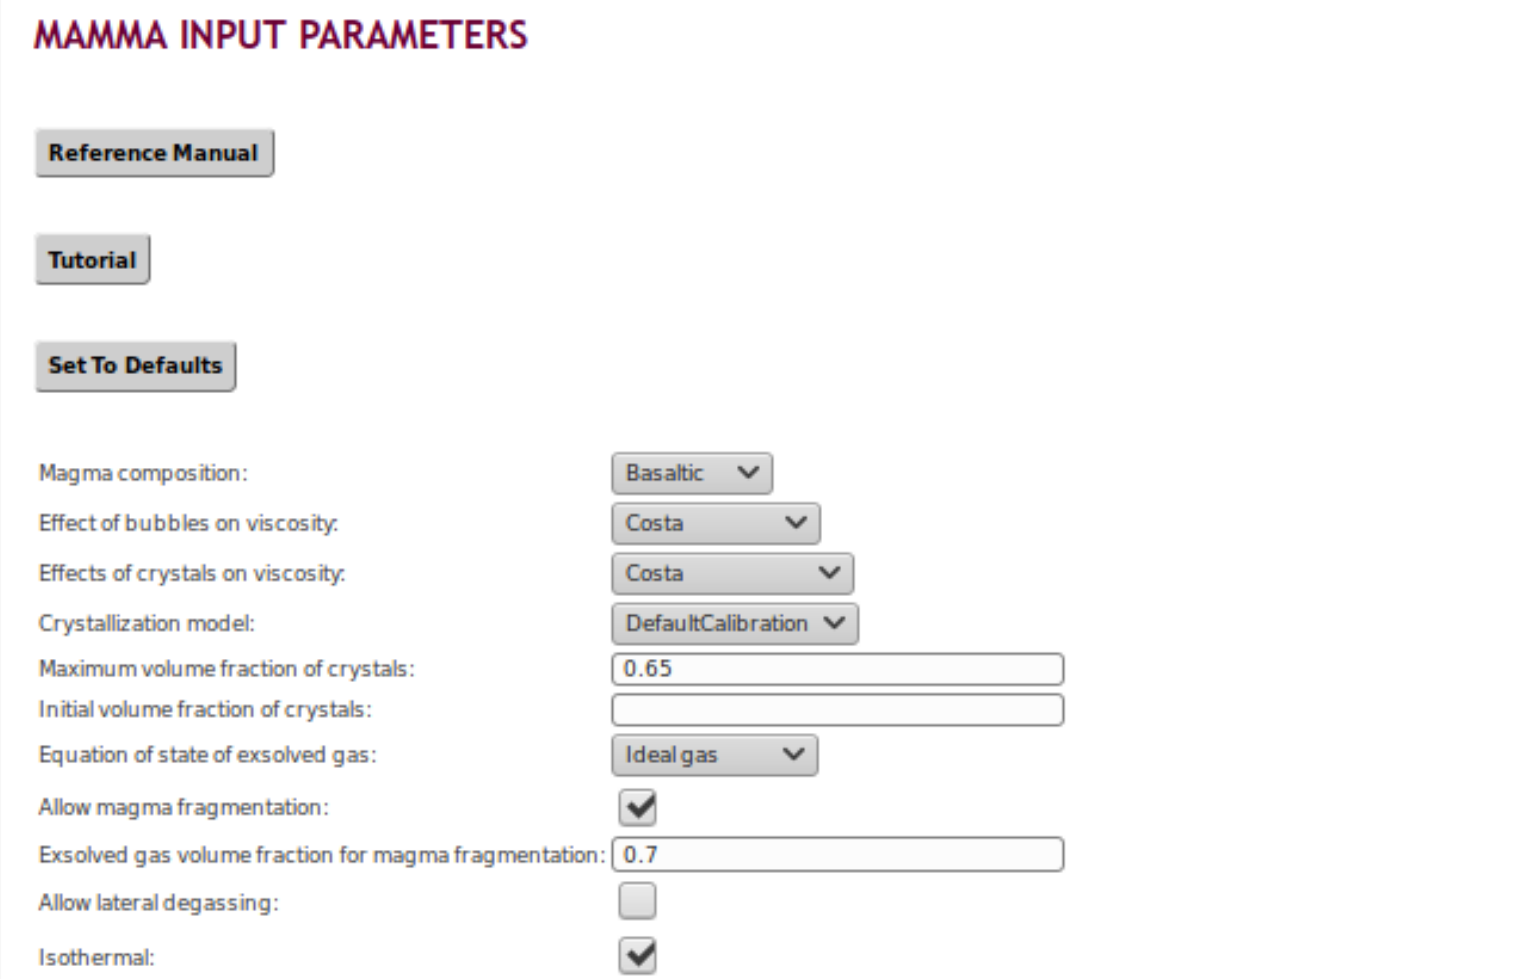 MAMMA INPUT PARAMETERS
Reference Manual
Tutorial
Set To Defaults
Magma composition: Basaltic
Effect of bubbles on viscosity: Costa
Effects of crystals on viscosity: Costa
Crystallization model: DefaultCalibration
Maximum volume fraction of crystals: 0.65
Initial volume fraction of crystals:
Equation of state of exsolved gas: Ideal gas
Allow magma fragmentation:
Exsolved gas volume fraction for magma fragmentation: 0.7
Allow lateral degassing:
Isothermal: